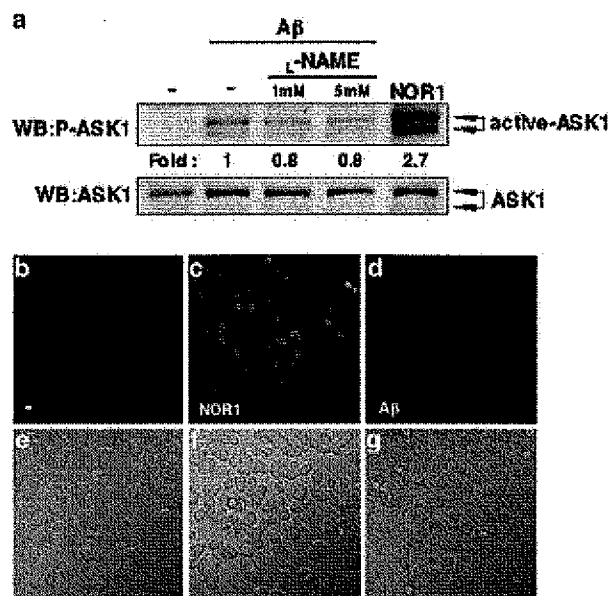 a
Aβ
L-NAME
- - 1mM 5mM NOR1
WB:P-ASK1 active-ASK1
Fold : 1 0.8 0.8 2.7
WB:ASK1 ASK1
b c d
- NOR1 Aβ
e f g